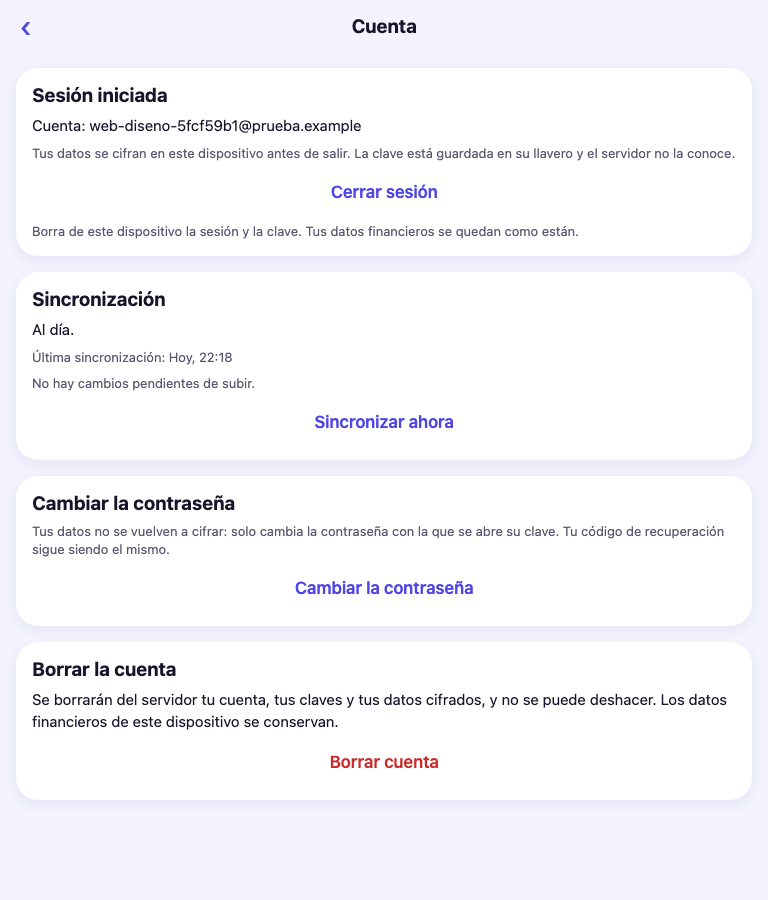 Cuenta
Sesión iniciada
Cuenta: web-diseno-5fcf59b1@prueba.example
Tus datos se cifran en este dispositivo antes de salir. La clave está guardada en su llavero y el servidor no la conoce.
Cerrar sesión
Borra de este dispositivo la sesión y la clave. Tus datos financieros se quedan como están.
Sincronización
Al día.
Última sincronización: Hoy, 22:18
No hay cambios pendientes de subir.
Sincronizar ahora
Cambiar la contraseña
Tus datos no se vuelven a cifrar: solo cambia la contraseña con la que se abre su clave. Tu código de recuperación
sigue siendo el mismo.
Cambiar la contraseña
Borrar la cuenta
Se borrarán del servidor tu cuenta, tus claves y tus datos cifrados, y no se puede deshacer. Los datos
financieros de este dispositivo se conservan.
Borrar cuenta